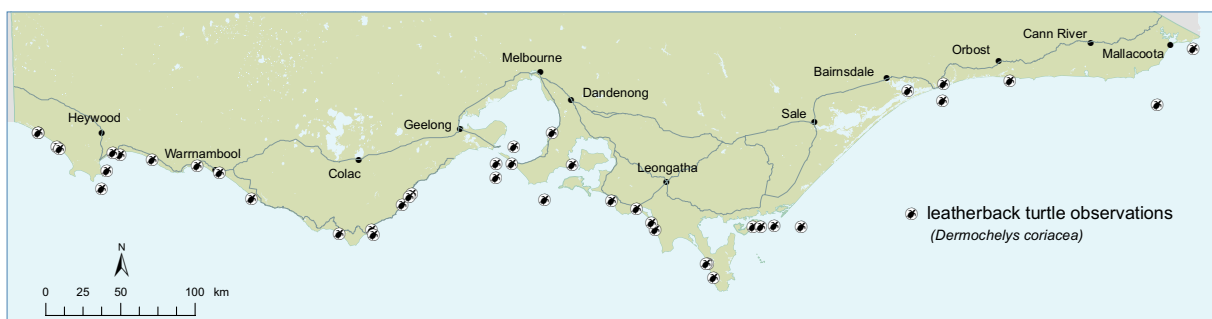 Cann River
Orbost
Mallacoota
Melbourne
Bairnsdale
Dandenong
Heywood
Sale
Geelong
Warrnambool
Colac
Leongatha
leatherback turtle observations
(Dermochelys coriacea)
N
0 25 50 100 km